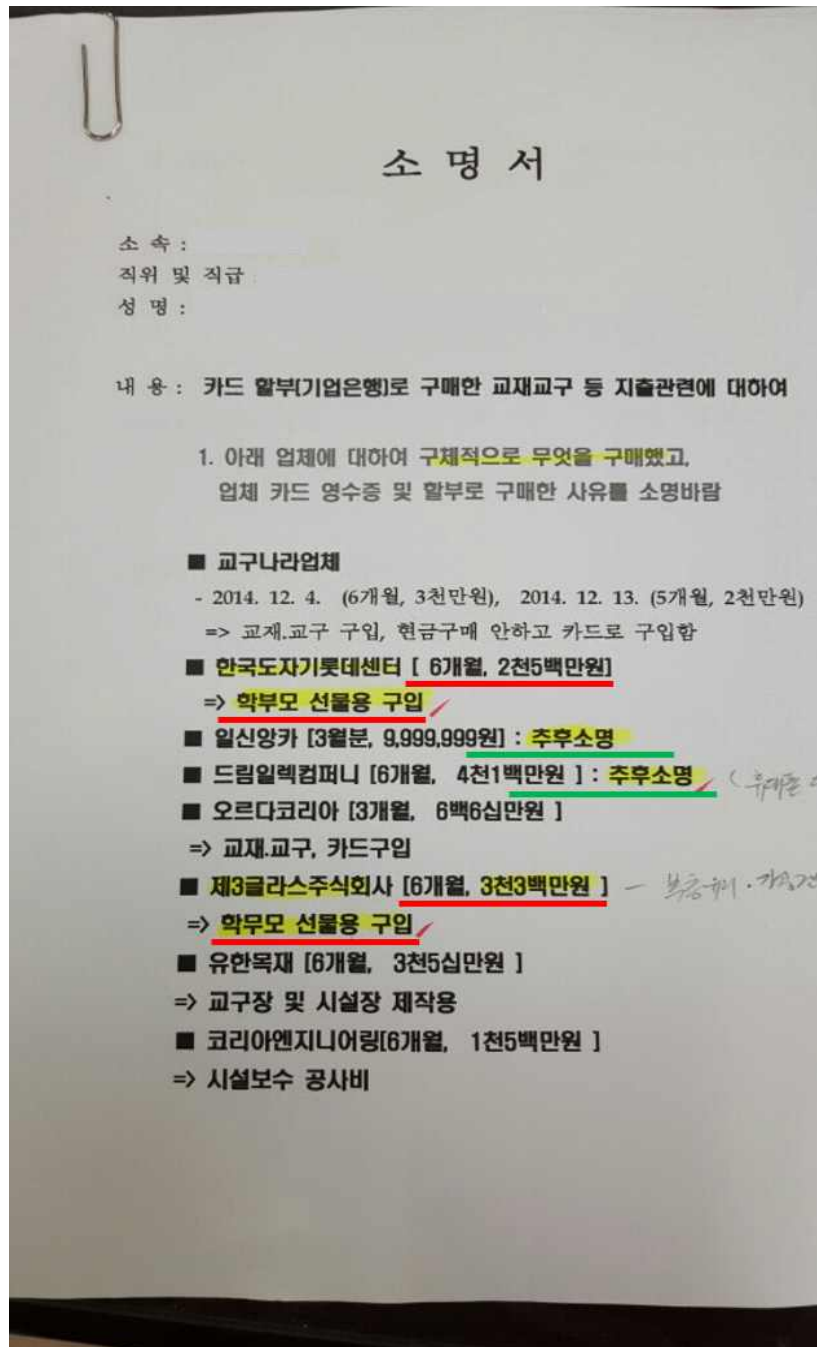 소 명 서
소 속 :
직위 및 직급 :
성 명 :
내 용 : 카드 할부(기업은행)로 구매한 교재교구 등 지출관련에 대하여
1. 아래 업체에 대하여 구체적으로 무엇을 구매했고,
업체 카드 영수증 및 할부로 구매한 사유를 소명바람
■ 교구나라업체
- 2014. 12. 4. (6개월, 3천만원), 2014. 12. 13. (5개월, 2천만원)
=> 교재.교구 구입, 현금구매 안하고 카드로 구입함
■ 한국도자기롯데센터 [ 6개월, 2천5백만원]
=> 학부모 선물용 구입
■ 일신앙카 [3월분, 9,999,999원] : 추후소명
■ 드림일렉컴퍼니 [6개월, 4천1백만원 ] : 추후소명
■ 오르다코리아 [3개월, 6백6십만원 ]
=> 교재.교구, 카드구입
■ 제3글라스주식회사 [6개월, 3천3백만원 ]
=> 학무모 선물용 구입
■ 유한목재 [6개월, 3천5십만원 ]
=> 교구장 및 시설장 제작용
■ 코리아엔지니어링[6개월, 1천5백만원 ]
=> 시설보수 공사비